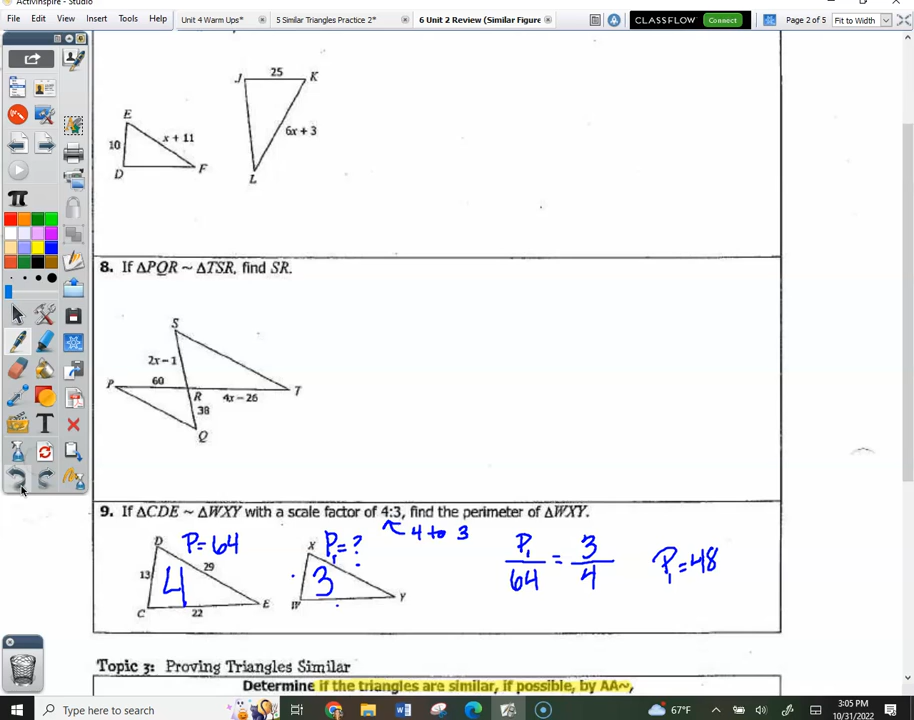 ActivInspire - Studio
File Edit View Insert Tools Help
Unit 4 Warm Ups*
5 Similar Triangles Practice 2*
6 Unit 2 Review (Similar Figure
CLASSFLOW Connect
Page 2 of 5
Fit to Width
J 25 K
E
x + 11
6x + 3
10
D F
L
8. If ΔPQR ~ ΔTSR, find SR.
S
2x − 1
P 60 R 4x − 26 T
38
Q
9. If ΔCDE ~ ΔWXY with a scale factor of 4:3, find the perimeter of ΔWXY.
4 to 3
D P=64
X P₁=?
13 4 29
3
C 22 E
W Y
P₁/64 = 3/4
P₁=48
Topic 3: Proving Triangles Similar
Determine if the triangles are similar, if possible, by AA~,
Type here to search
67°F
3:05 PM
10/31/2022